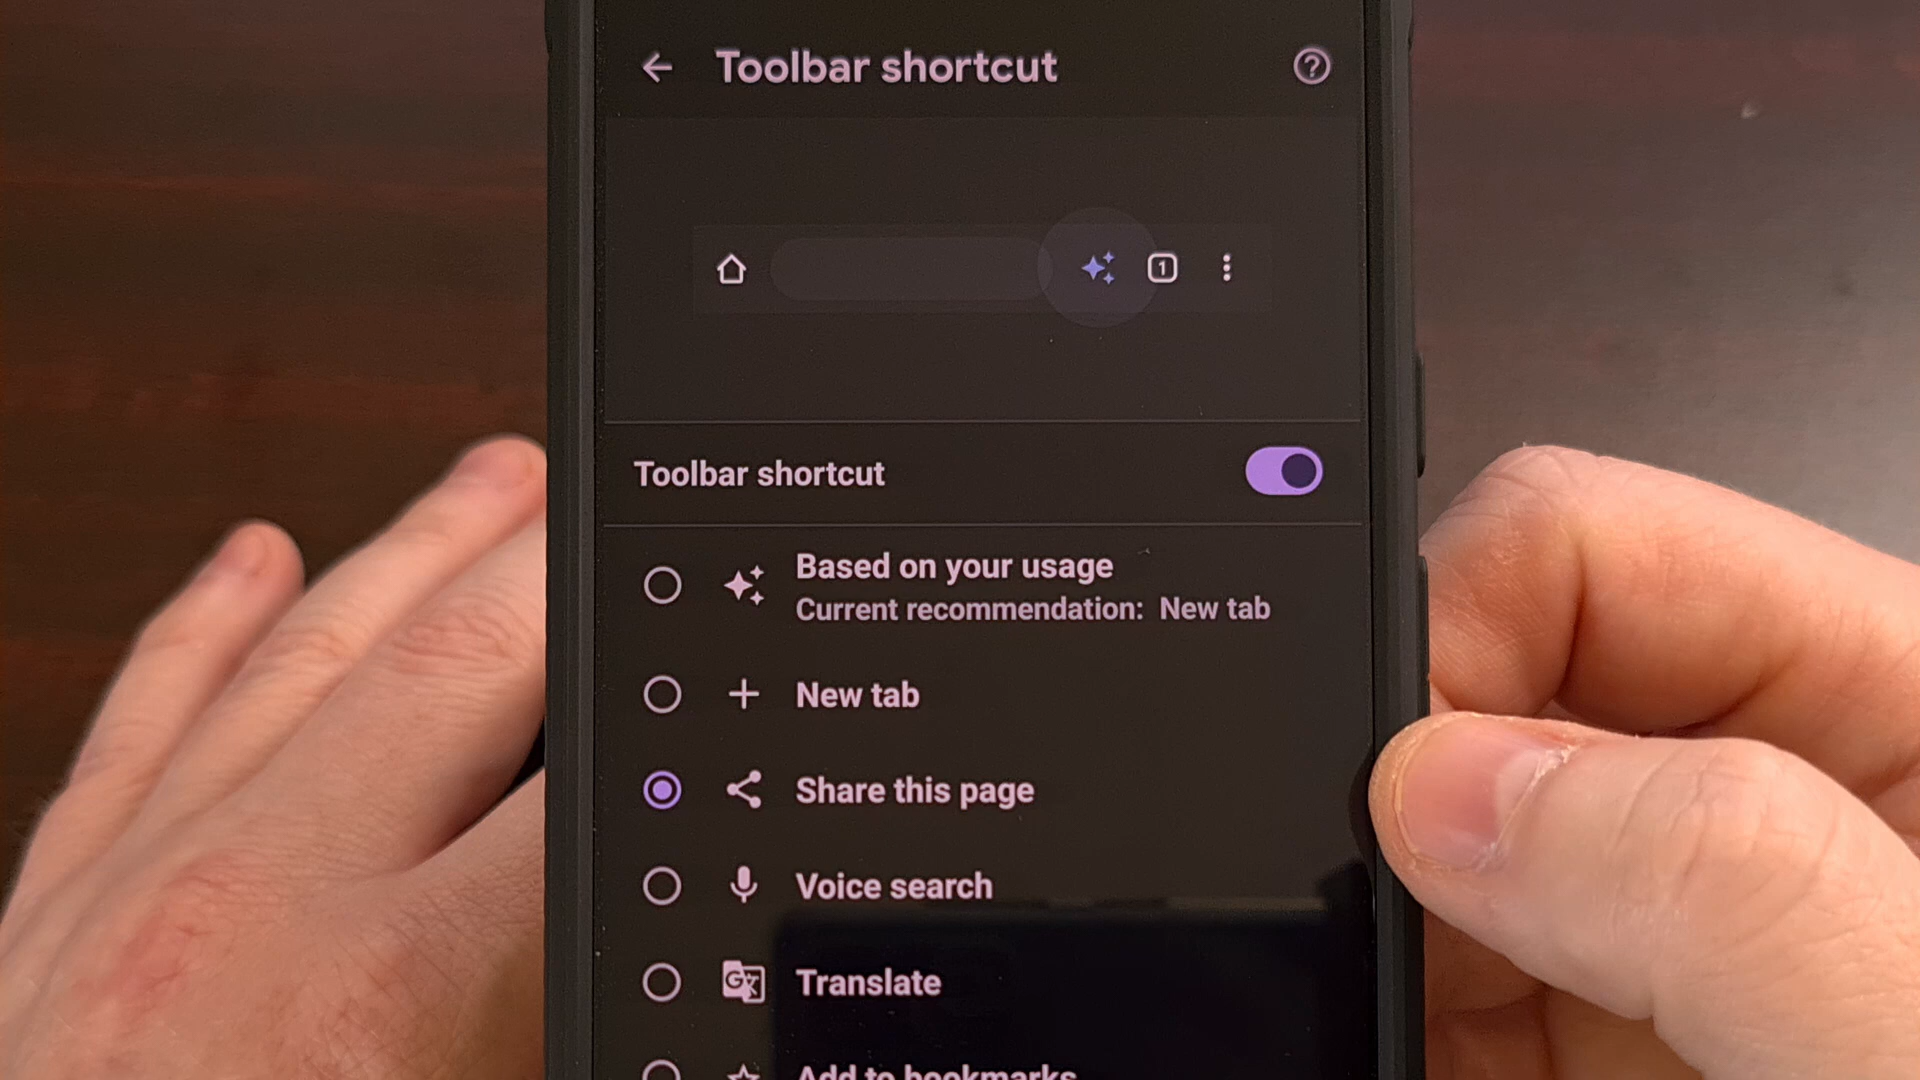 Toolbar shortcut
1
Toolbar shortcut
Based on your usage
Current recommendation: New tab
New tab
Share this page
Voice search
Translate
Add to bookmarks